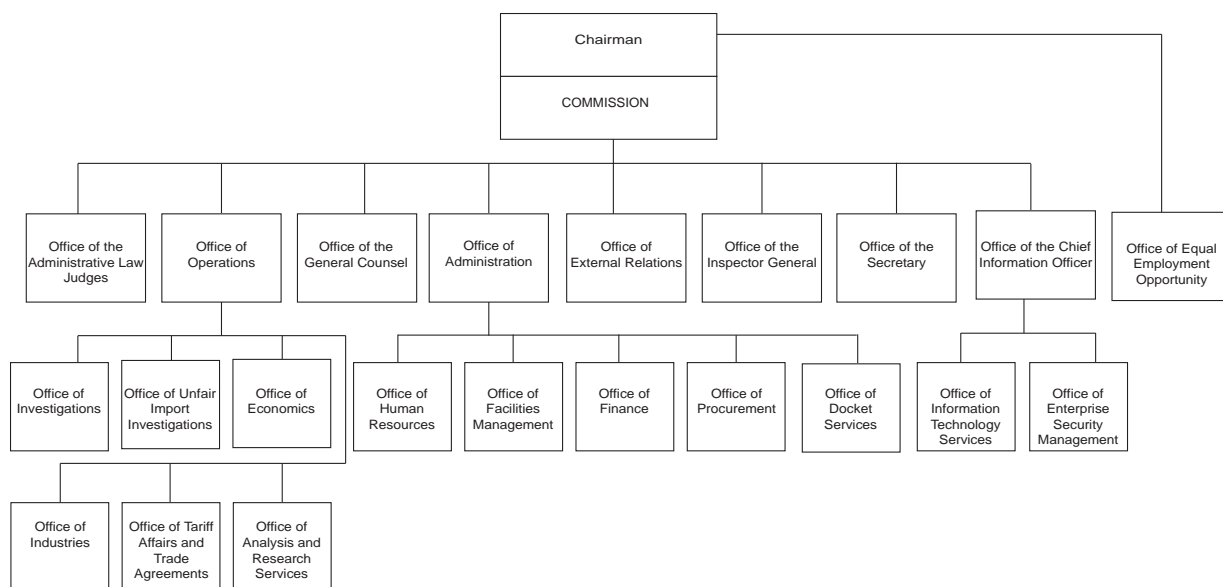 Chairman
COMMISSION
Office of the
Administrative Law
Judges
Office of
Operations
Office of the
General Counsel
Office of
Administration
Office of
External Relations
Office of the
Inspector General
Office of the
Secretary
Office of the Chief
Information Officer
Office of Equal
Employment
Opportunity
Office of
Investigations
Office of Unfair
Import
Investigations
Office of
Economics
Office of
Human
Resources
Office of
Facilities
Management
Office of
Finance
Office of
Procurement
Office of
Docket
Services
Office of
Information
Technology
Services
Office of
Enterprise
Security
Management
Office of
Industries
Office of Tariff
Affairs and
Trade
Agreements
Office of
Analysis and
Research
Services